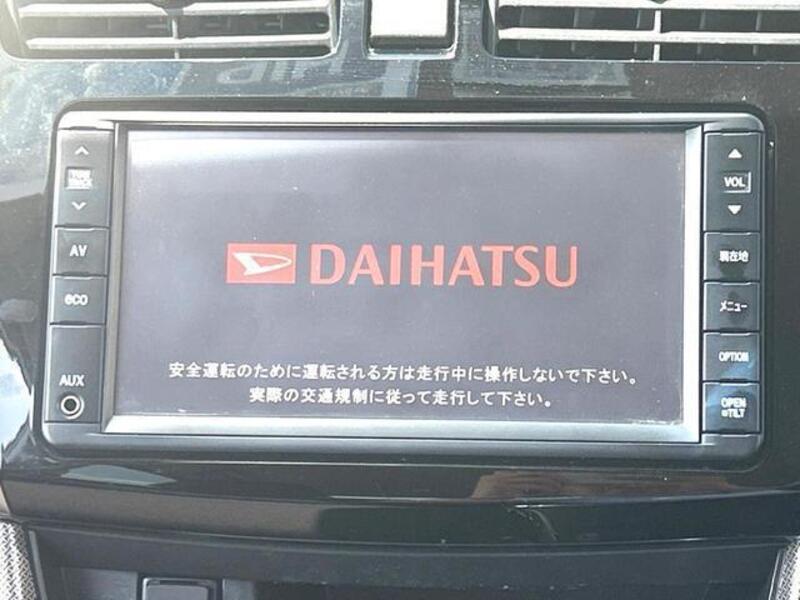 TUNE
TRACK
AV
eco
AUX
DAIHATSU
安全運転のために運転される方は走行中に操作しないで下さい。
実際の交通規制に従って走行して下さい。
VOL
現在地
メニュー
OPTION
OPEN
TILT